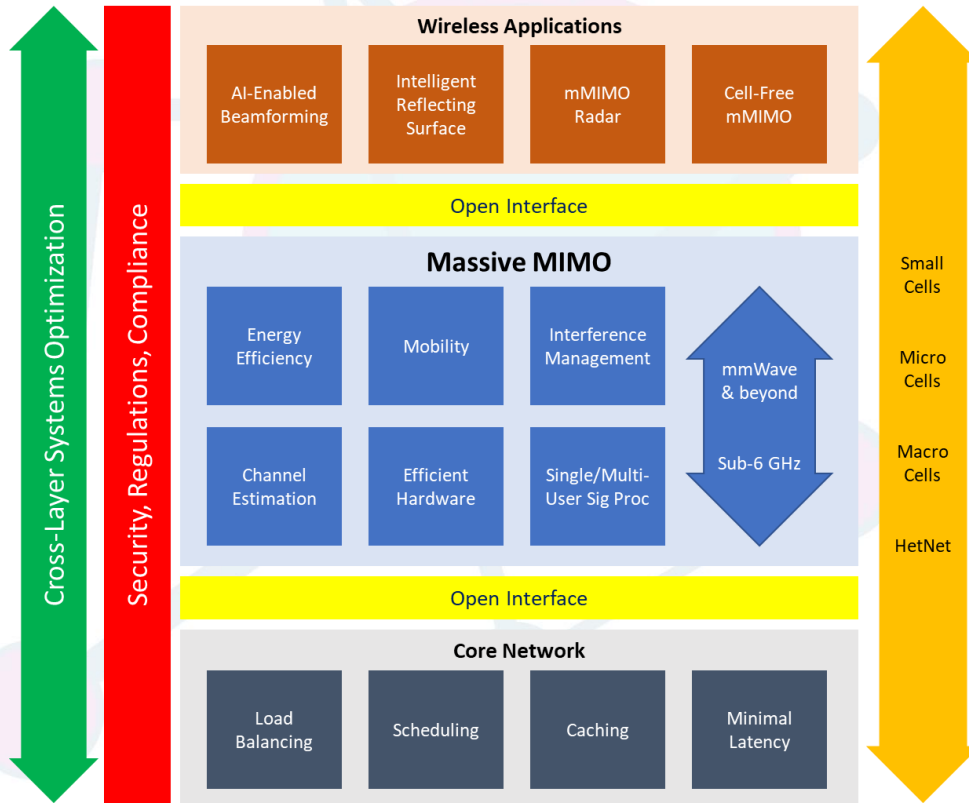 Cross-Layer Systems Optimization
Security, Regulations, Compliance
Wireless Applications
AI-Enabled
Beamforming
Intelligent
Reflecting
Surface
mMIMO
Radar
Cell-Free
mMIMO
Open Interface
Massive MIMO
Energy
Efficiency
Mobility
Interference
Management
mmWave
& beyond
Sub-6 GHz
Channel
Estimation
Efficient
Hardware
Single/Multi-
User Sig Proc
Open Interface
Core Network
Load
Balancing
Scheduling
Caching
Minimal
Latency
Small
Cells
Micro
Cells
Macro
Cells
HetNet